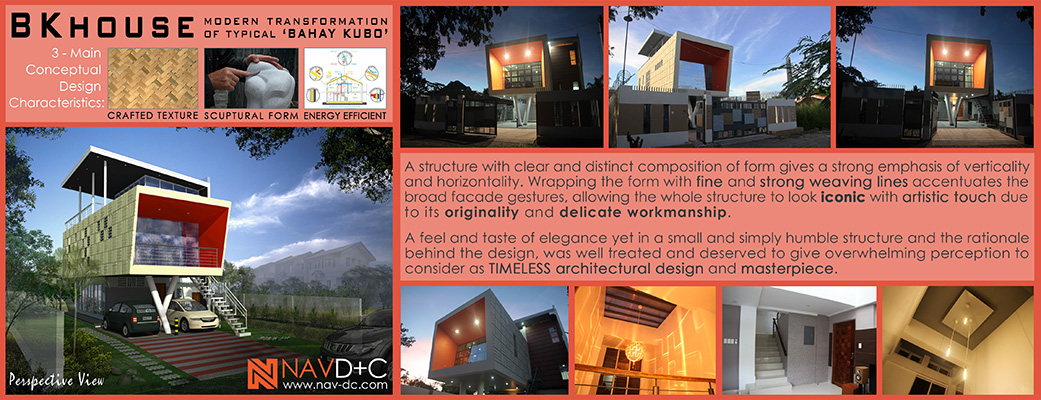 BKHOUSE
MODERN TRANSFORMATION
OF TYPICAL ‘BAHAY KUBO’
3 - Main
Conceptual
Design
Characteristics:
CRAFTED TEXTURE
SCUPTURAL FORM
ENERGY EFFICIENT
A structure with clear and distinct composition of form gives a strong emphasis of verticality
and horizontality. Wrapping the form with fine and strong weaving lines accentuates the
broad facade gestures, allowing the whole structure to look iconic with artistic touch due
to its originality and delicate workmanship.
A feel and taste of elegance yet in a small and simply humble structure and the rationale
behind the design, was well treated and deserved to give overwhelming perception to
consider as TIMELESS architectural design and masterpiece.
Perspective View
NAVD+C
www.nav-dc.com